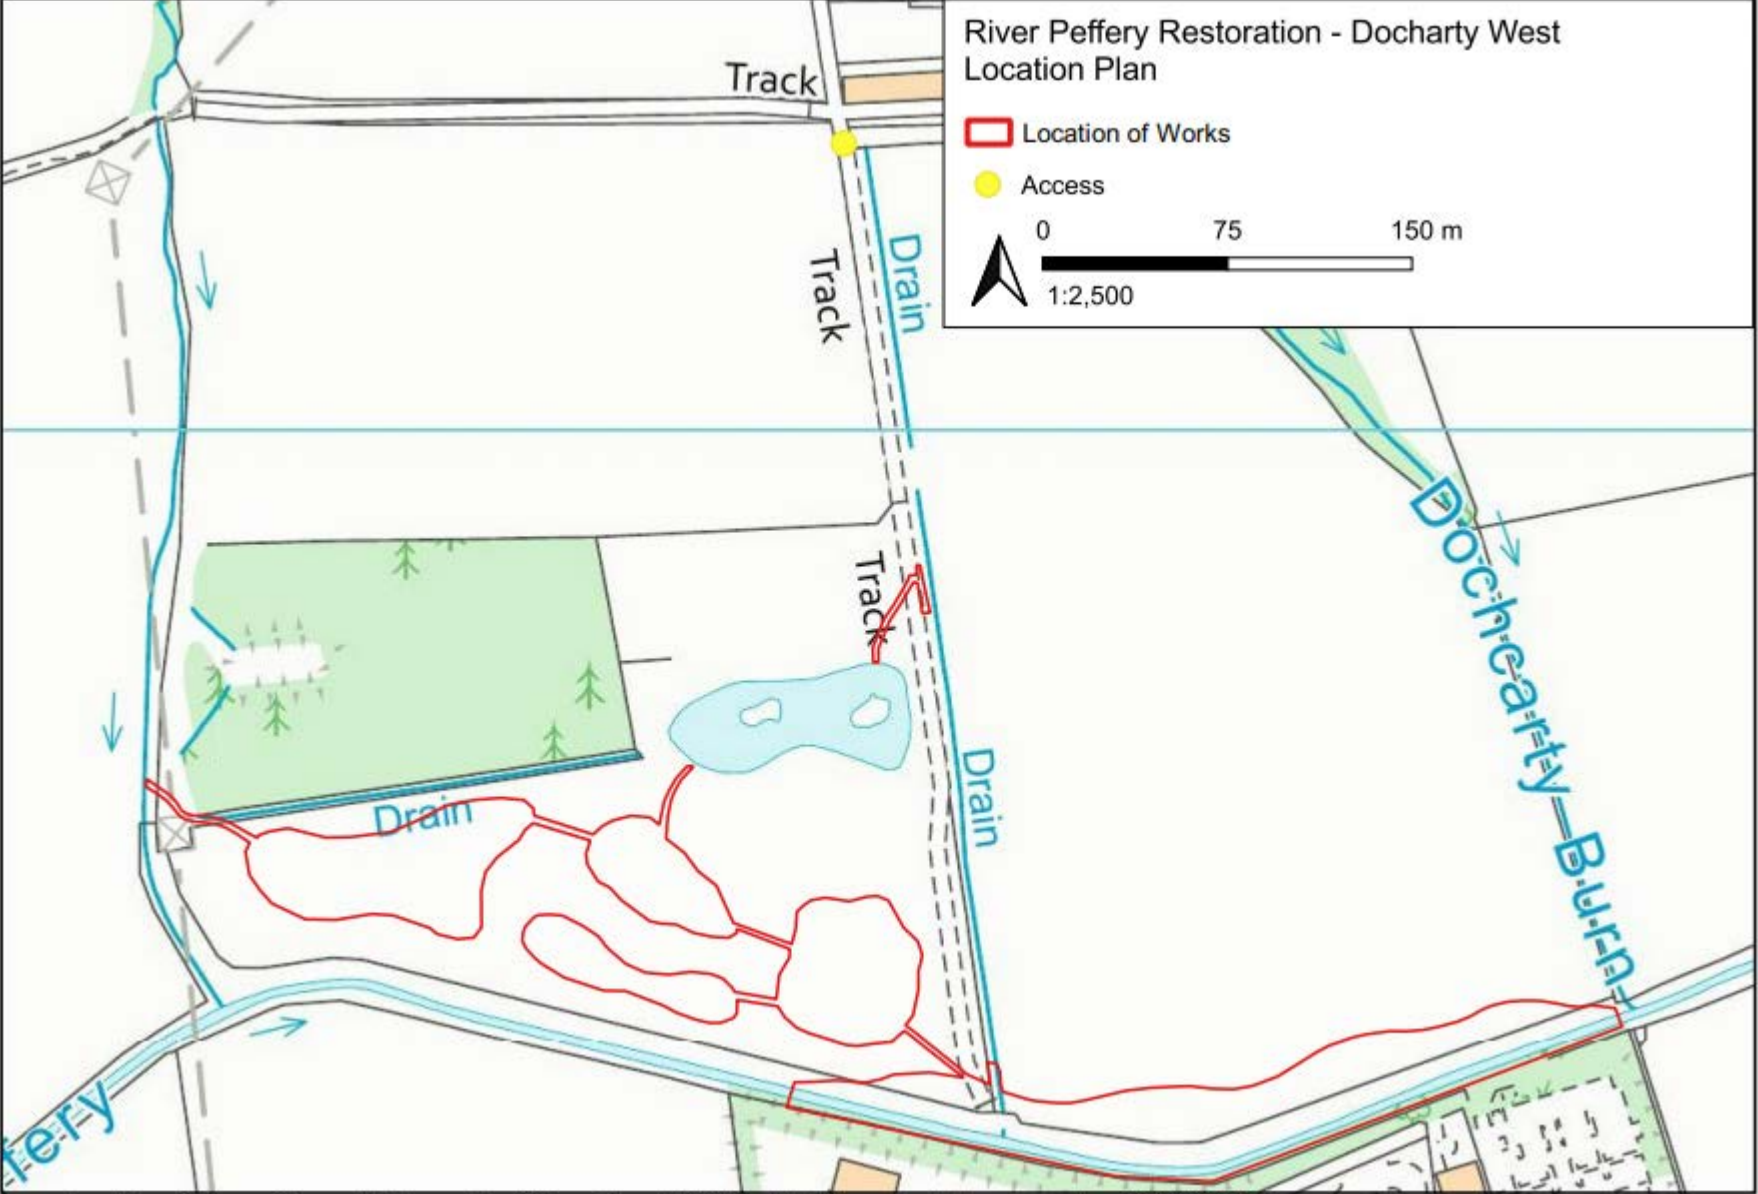 River Peffery Restoration - Docharty West
Location Plan
Location of Works
Access
0 75 150 m
1:2,500
Track
Track
Drain
Track
Drain
Drain
Docharty Burn
fery